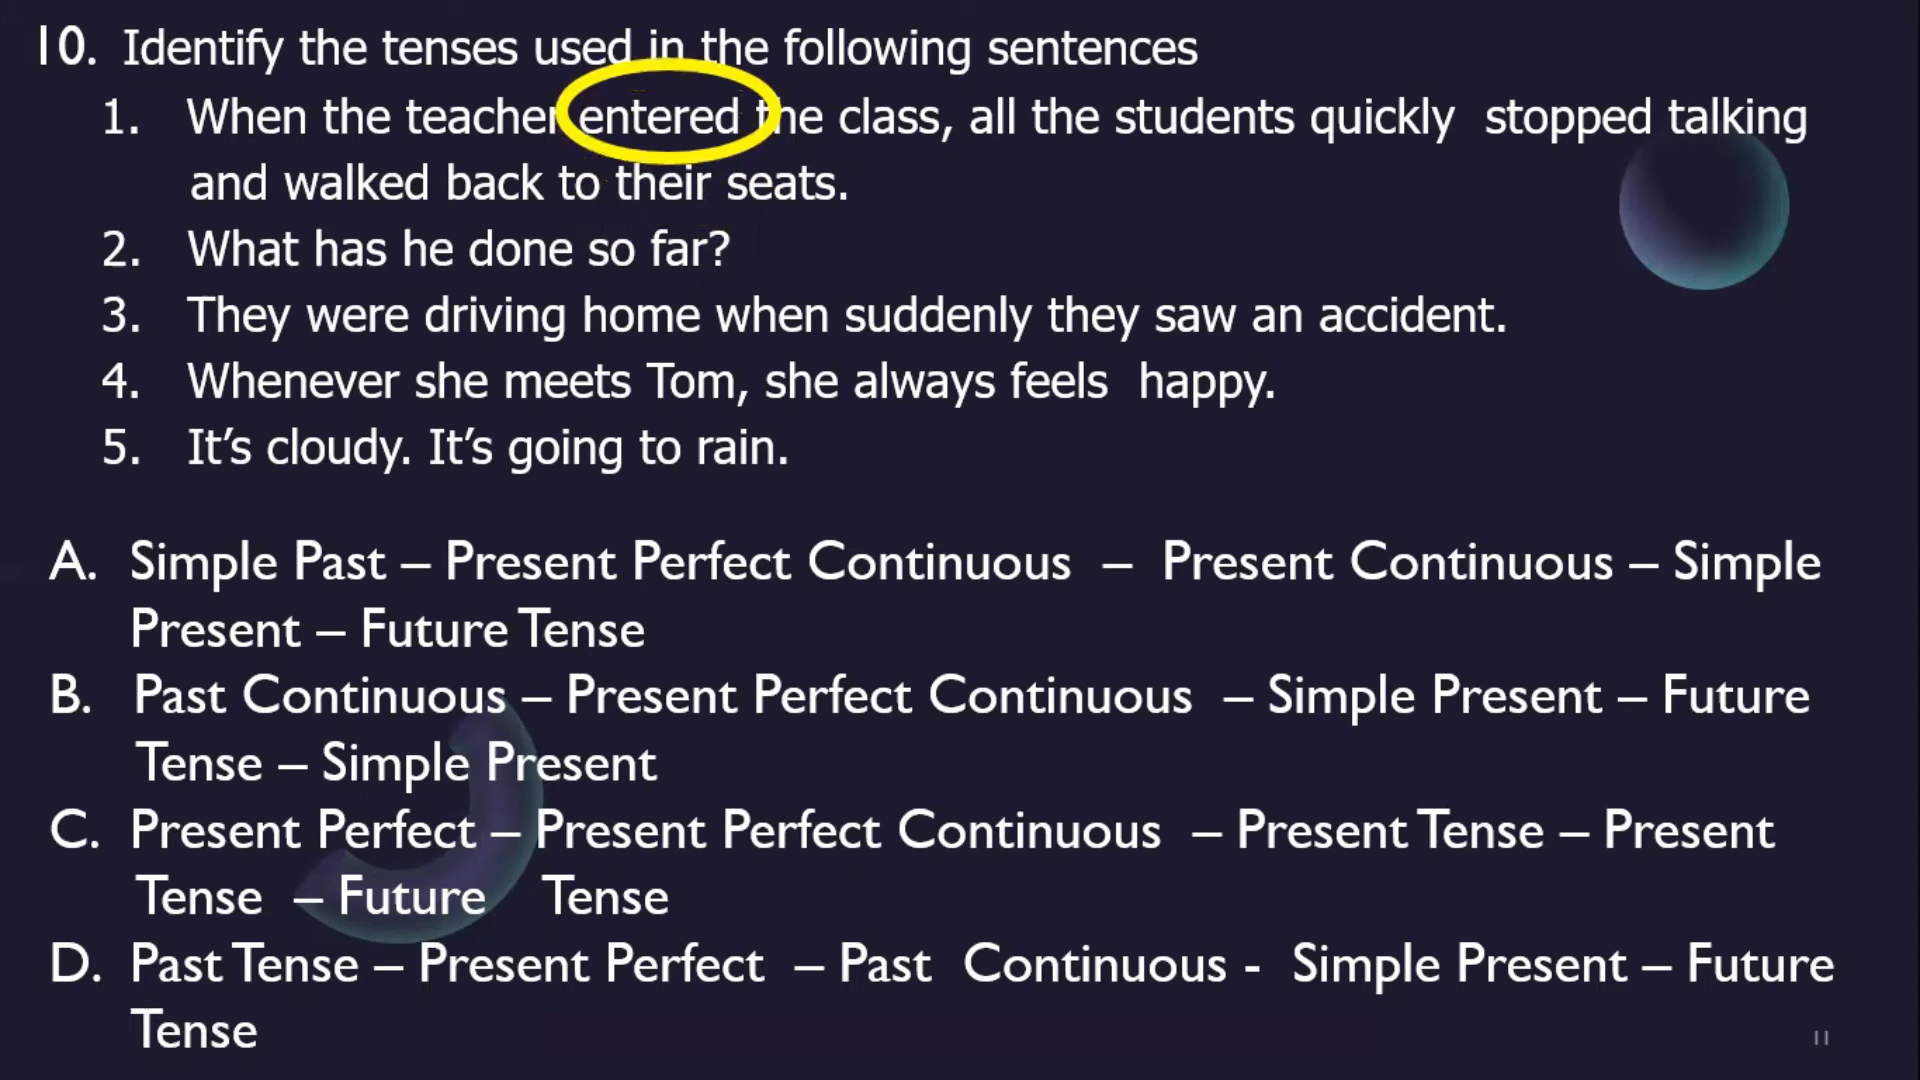 10. Identify the tenses used in the following sentences
1. When the teacher entered the class, all the students quickly stopped talking
and walked back to their seats.
2. What has he done so far?
3. They were driving home when suddenly they saw an accident.
4. Whenever she meets Tom, she always feels happy.
5. It’s cloudy. It’s going to rain.
A. Simple Past – Present Perfect Continuous – Present Continuous – Simple
Present – Future Tense
B. Past Continuous – Present Perfect Continuous – Simple Present – Future
Tense – Simple Present
C. Present Perfect – Present Perfect Continuous – Present Tense – Present
Tense – Future Tense
D. Past Tense – Present Perfect – Past Continuous - Simple Present – Future
Tense
11